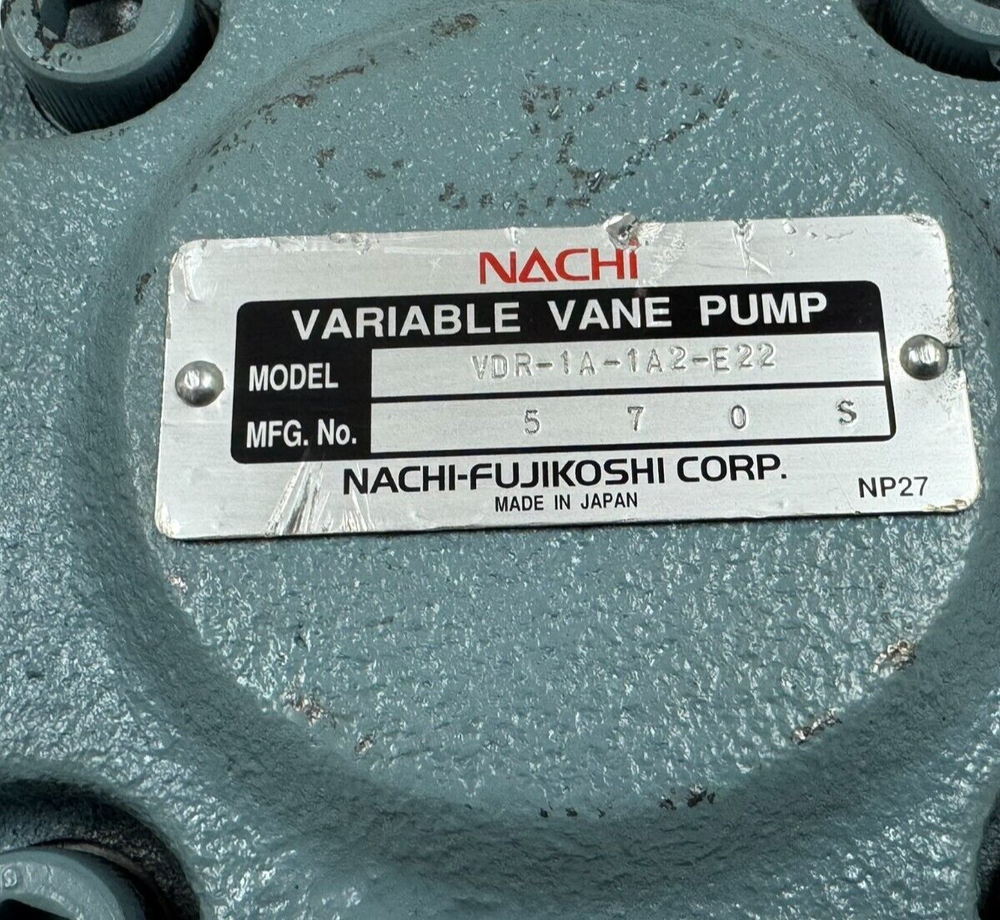 NACHi
VARIABLE VANE PUMP
MODEL VDR-1A-1A2-E22
MFG. No. 5 7 0 S
NACHI-FUJIKOSHI CORP.
MADE IN JAPAN
NP27